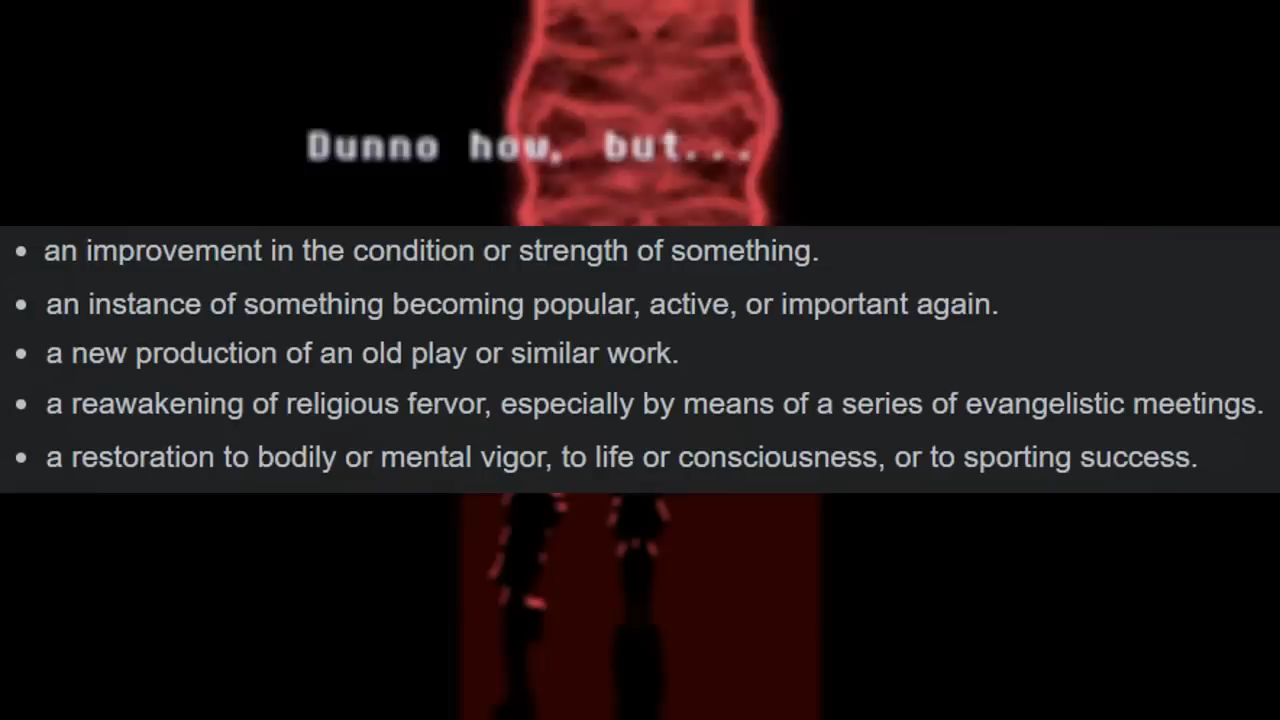 Dunno how, but...
• an improvement in the condition or strength of something.
• an instance of something becoming popular, active, or important again.
• a new production of an old play or similar work.
• a reawakening of religious fervor, especially by means of a series of evangelistic meetings.
• a restoration to bodily or mental vigor, to life or consciousness, or to sporting success.